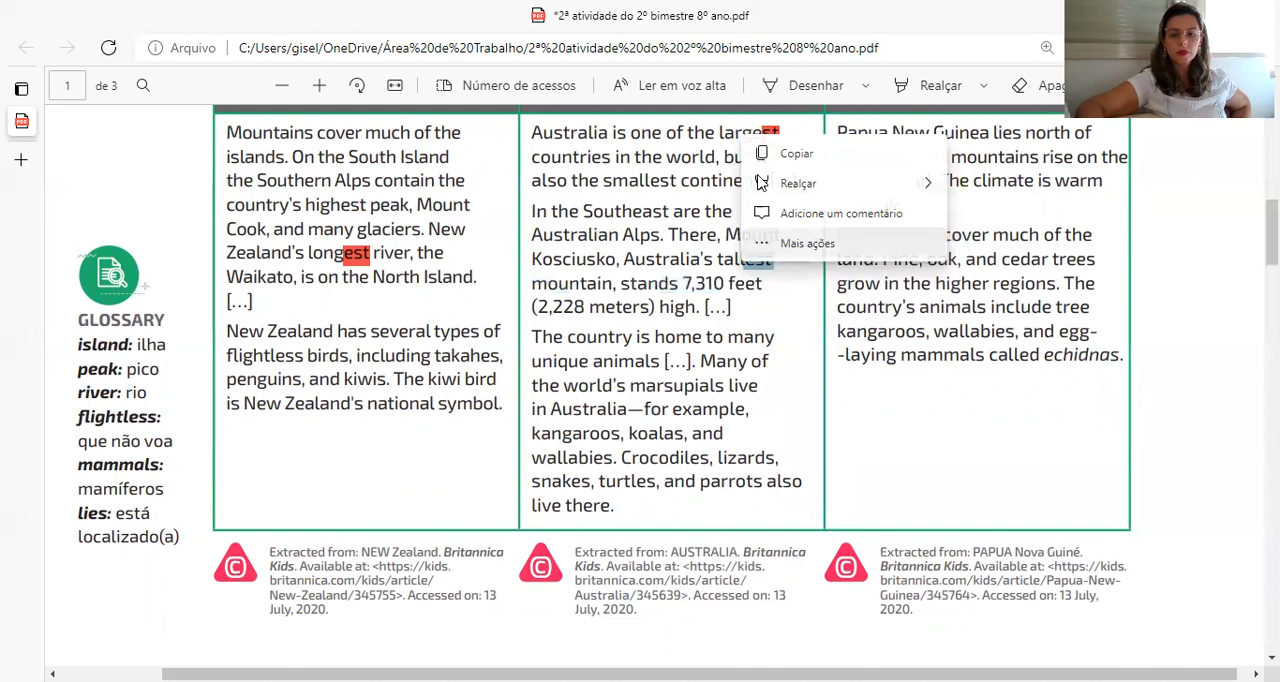 *2ª atividade do 2º bimestre 8º ano.pdf
Arquivo C:/Users/gisel/OneDrive/Área%20de%20Trabalho/2ª%20atividade%20do%202º%20bimestre%208º%20ano.pdf
1 de 3 Número de acessos Ler em voz alta Desenhar Realçar
Mountains cover much of the
islands. On the South Island
the Southern Alps contain the
country's highest peak, Mount
Cook, and many glaciers. New
Zealand's longest river, the
Waikato, is on the North Island.
[…]
New Zealand has several types of
flightless birds, including takahes,
penguins, and kiwis. The kiwi bird
is New Zealand's national symbol.
Australia is one of the largest
countries in the world,
also the smallest
In the Southeast are the
Australian Alps. There,
Kosciusko, Australia's tallest
mountain, stands 7,310 feet
(2,228 meters) high. […]
The country is home to many
unique animals […]. Many of
the world's marsupials live
in Australia—for example,
kangaroos, koalas, and
wallabies. Crocodiles, lizards,
snakes, turtles, and parrots also
live there.
Papua New Guinea lies north of
mountains rise on the
The climate is warm
cover much of the
land. Pine, oak, and cedar trees
grow in the higher regions. The
country's animals include tree
kangaroos, wallabies, and egg-
-laying mammals called echidnas.
Copiar
Realçar
Adicione um comentário
Mais ações
GLOSSARY
island: ilha
peak: pico
river: rio
flightless:
que não voa
mammals:
mamíferos
lies: está
localizado(a)
Extracted from: NEW Zealand. Britannica
Kids. Available at: <https://kids.
britannica.com/kids/article/
New-Zealand/345755>. Accessed on: 13
July, 2020.
Extracted from: AUSTRALIA. Britannica
Kids. Available at: <https://kids.
britannica.com/kids/article/
Australia/345639>. Accessed on: 13
July, 2020.
Extracted from: PAPUA Nova Guiné.
Britannica Kids. Available at: <https://kids.
britannica.com/kids/article/Papua-New-
Guinea/345764>. Accessed on: 13 July,
2020.